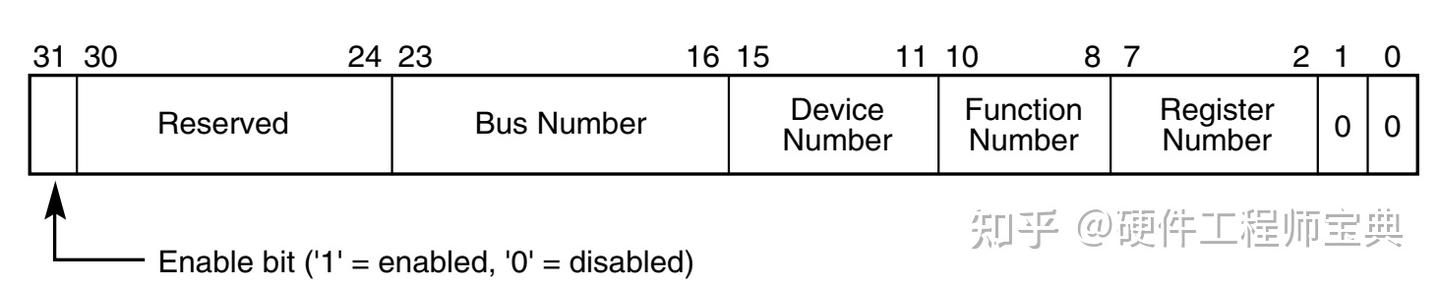 31 30 24 23 16 15 11 10 8 7 2 1 0
Reserved Bus Number Device Number Function Number Register Number 0 0
Enable bit ('1' = enabled, '0' = disabled)
知乎 @硬件工程师宝典